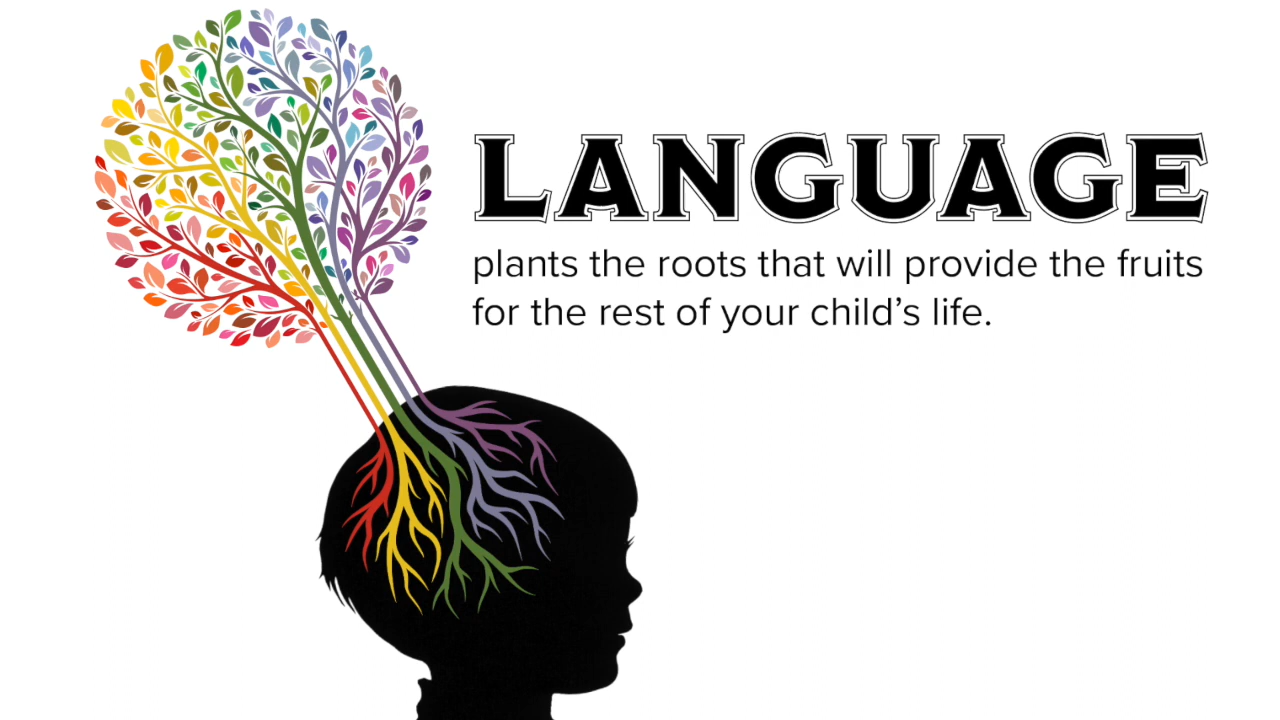 LANGUAGE
plants the roots that will provide the fruits
for the rest of your child’s life.